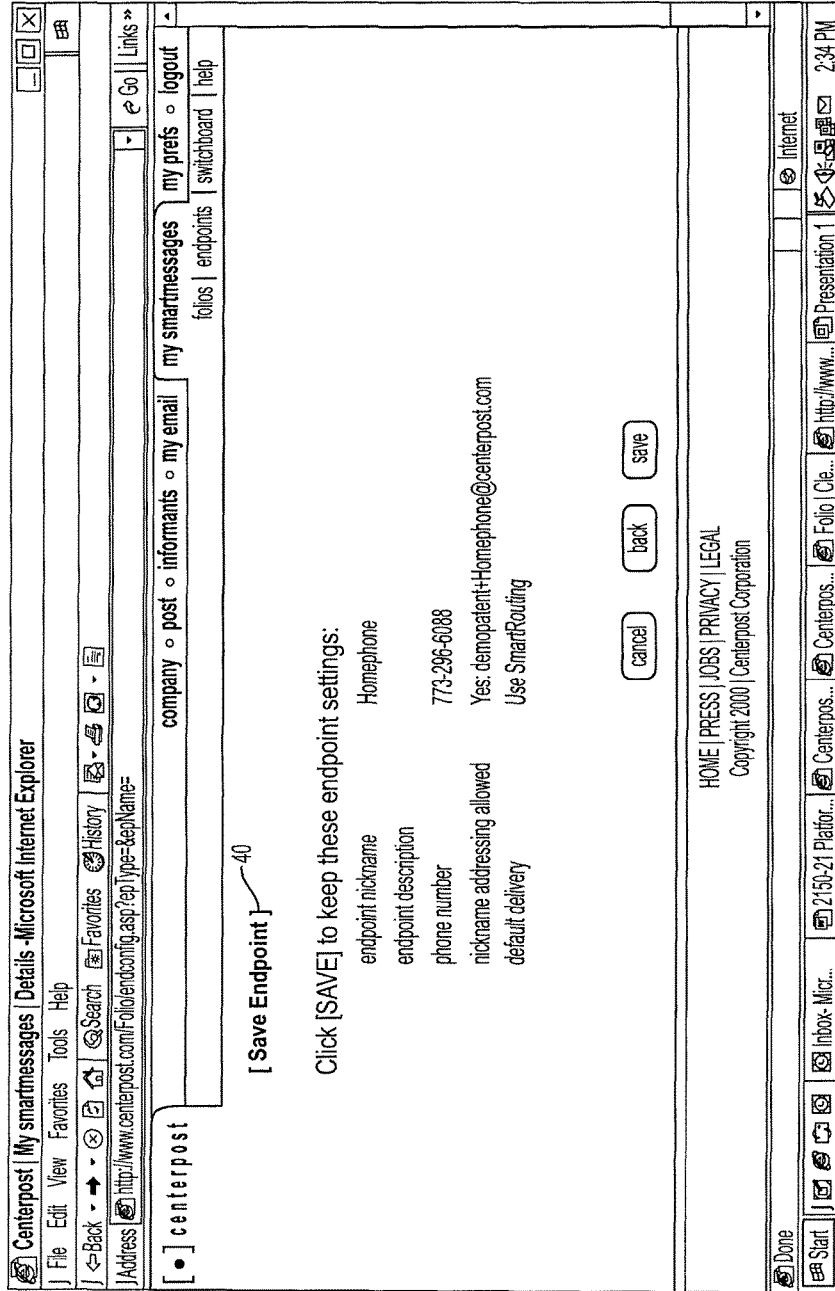 Centerpost | My smartmessages | Details -Microsoft Internet Explorer
File Edit View Favorites Tools Help
Back Search Favorites History
Address http://www.centerpost.com/Folio/endconfig.asp?epType=&epName= Go Links »
[ • ] centerpost company o post o informants o my email my smartmessages my prefs o logout
folios | endpoints | switchboard | help
[ Save Endpoint ] 40
Click [SAVE] to keep these endpoint settings:
endpoint nickname Homephone
endpoint description
phone number 773-296-6088
nickname addressing allowed Yes: demopatent+Homephone@centerpost.com
default delivery Use SmartRouting
cancel back save
HOME | PRESS | JOBS | PRIVACY | LEGAL
Copyright 2000 | Centerpost Corporation
Done Internet
Start Inbox- Micr... 2150-21 Platfor... Centerpos... Centerpos... Folio | Cle... http://www... Presentation 1 2:34 PM